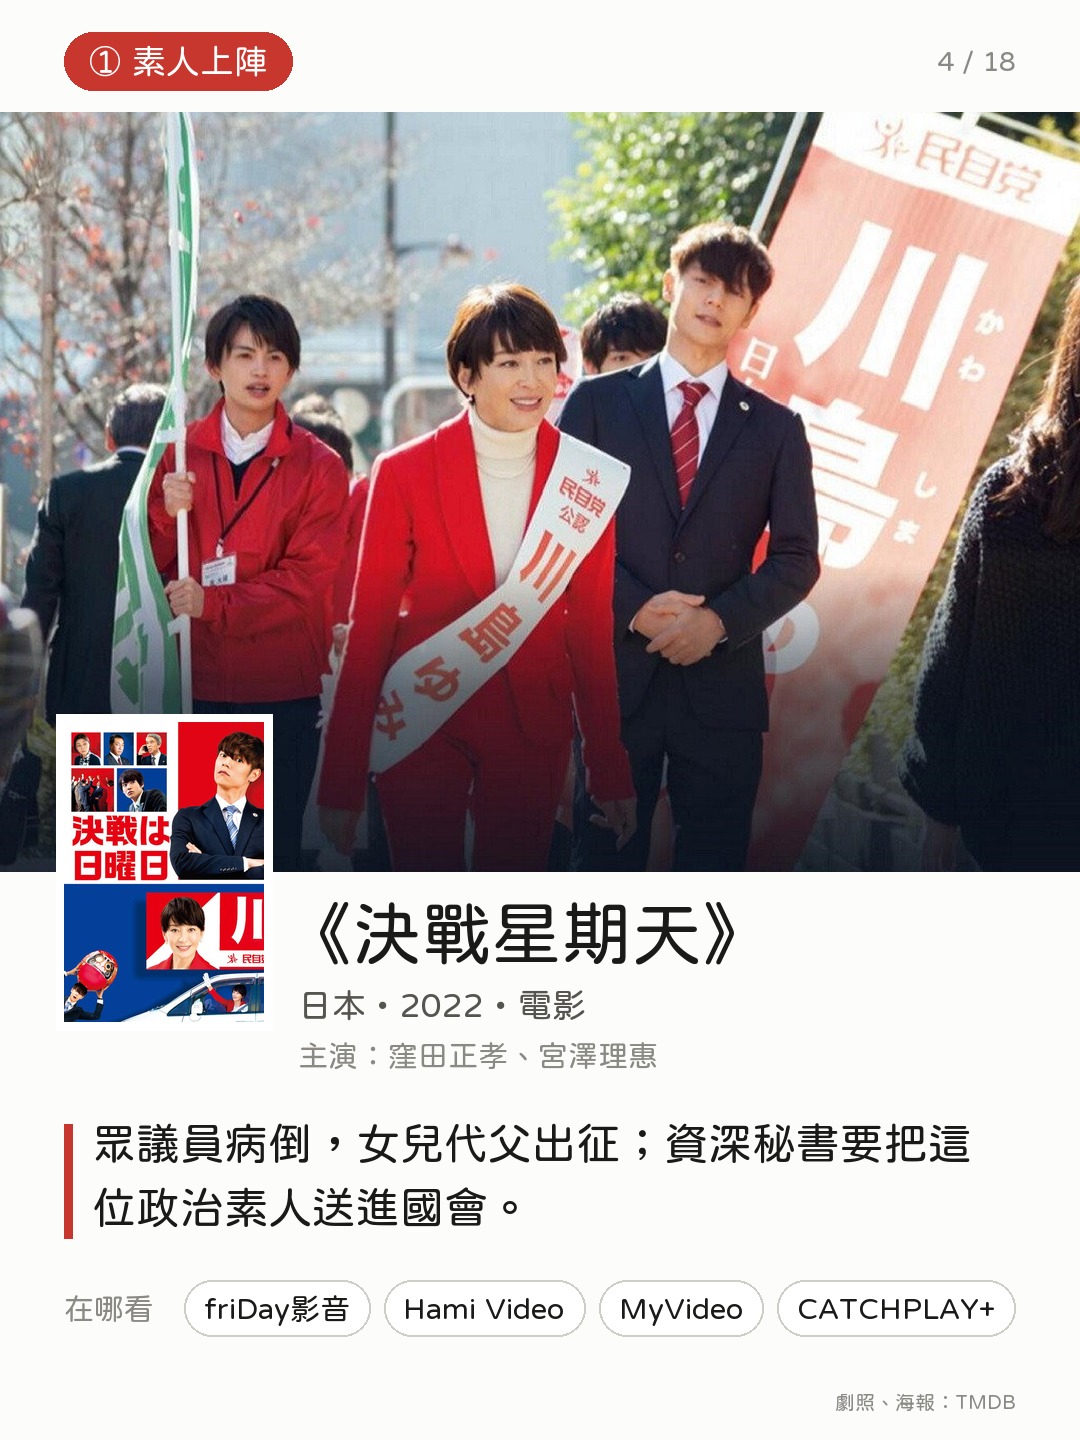 ① 素人上陣
4 / 18
民自党
川島の
かわ
しま
日
民自党
公認
川島ゆみ
決戦は
日曜日
川
民自
《決戰星期天》
日本・2022・電影
主演：窪田正孝、宮澤理惠
眾議員病倒，女兒代父出征；資深秘書要把這
位政治素人送進國會。
在哪看 friDay影音 Hami Video MyVideo CATCHPLAY+
劇照、海報：TMDB